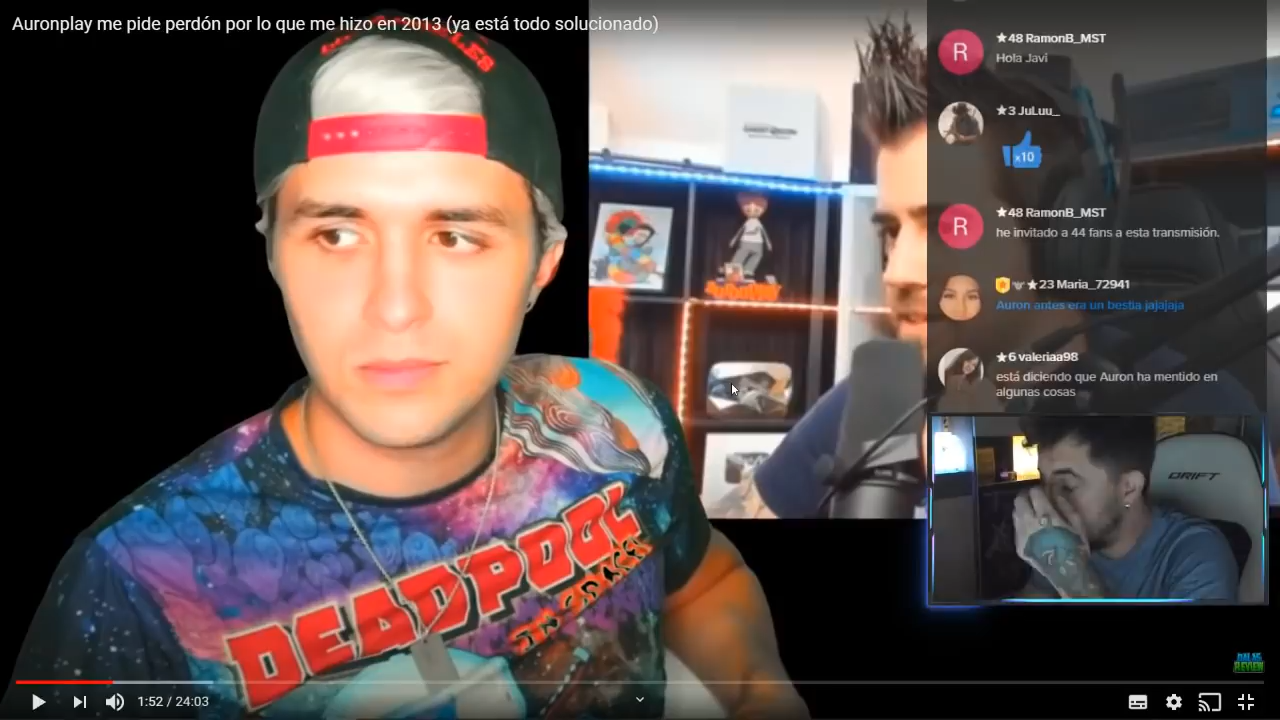 Auronplay me pide perdón por lo que me hizo en 2013 (ya está todo solucionado)
★48 RamonB_MST
Hola Javi
★3 JuLuu_
x10
★48 RamonB_MST
he invitado a 44 fans a esta transmisión.
★23 Maria_72941
Auron antes era un bestia jajajaja
★6 valeriaa98
está diciendo que Auron ha mentido en
algunas cosas
R
R
DRIFT
DEADPOOL
REVIEW
1:52 / 24:03